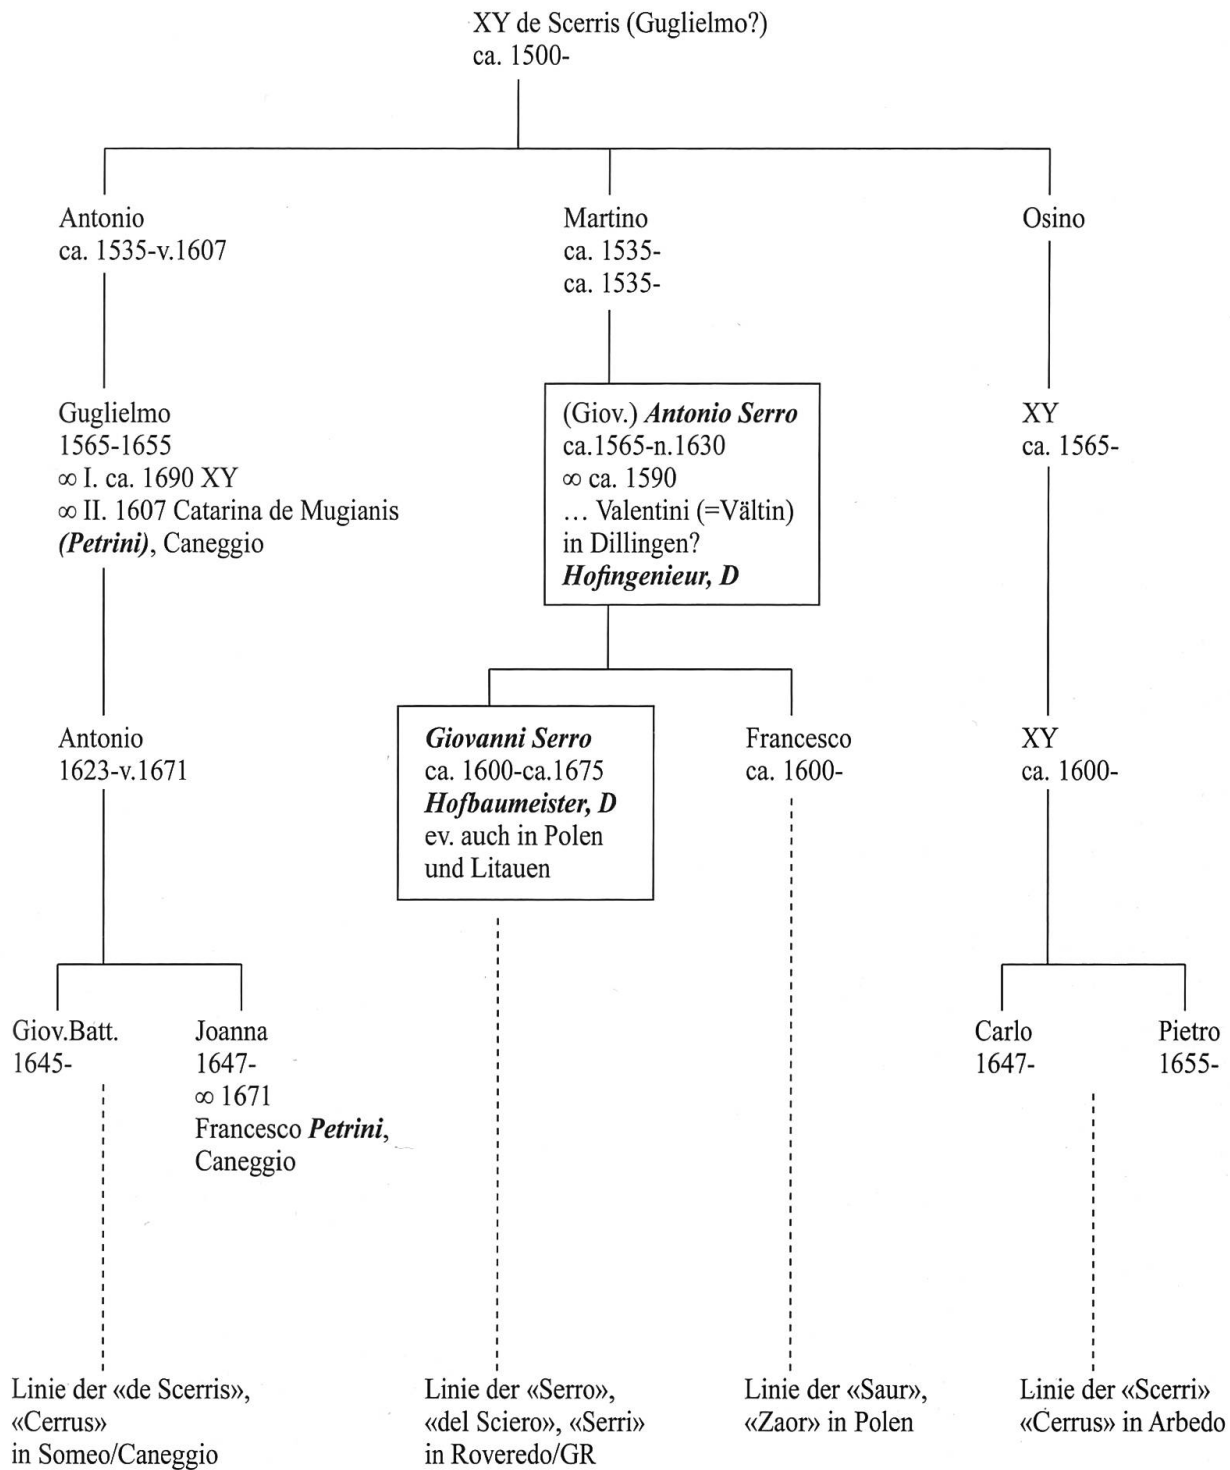 XY de Scerris (Guglielmo?)
ca. 1500-
Antonio
ca. 1535-v.1607
Martino
ca. 1535-
ca. 1535-
Osino
Guglielmo
1565-1655
∞ I. ca. 1690 XY
∞ II. 1607 Catarina de Mugianis
(Petrini), Caneggio
(Giov.) Antonio Serro
ca.1565-n.1630
∞ ca. 1590
… Valentini (=Vältin)
in Dillingen?
Hofingenieur, D
XY
ca. 1565-
Antonio
1623-v.1671
Giovanni Serro
ca. 1600-ca.1675
Hofbaumeister, D
ev. auch in Polen
und Litauen
Francesco
ca. 1600-
XY
ca. 1600-
Giov.Batt.
1645-
Joanna
1647-
∞ 1671
Francesco Petrini,
Caneggio
Carlo
1647-
Pietro
1655-
Linie der «de Scerris»,
«Cerrus»
in Someo/Caneggio
Linie der «Serro»,
«del Sciero», «Serri»
in Roveredo/GR
Linie der «Saur»,
«Zaor» in Polen
Linie der «Scerri»
«Cerrus» in Arbedo